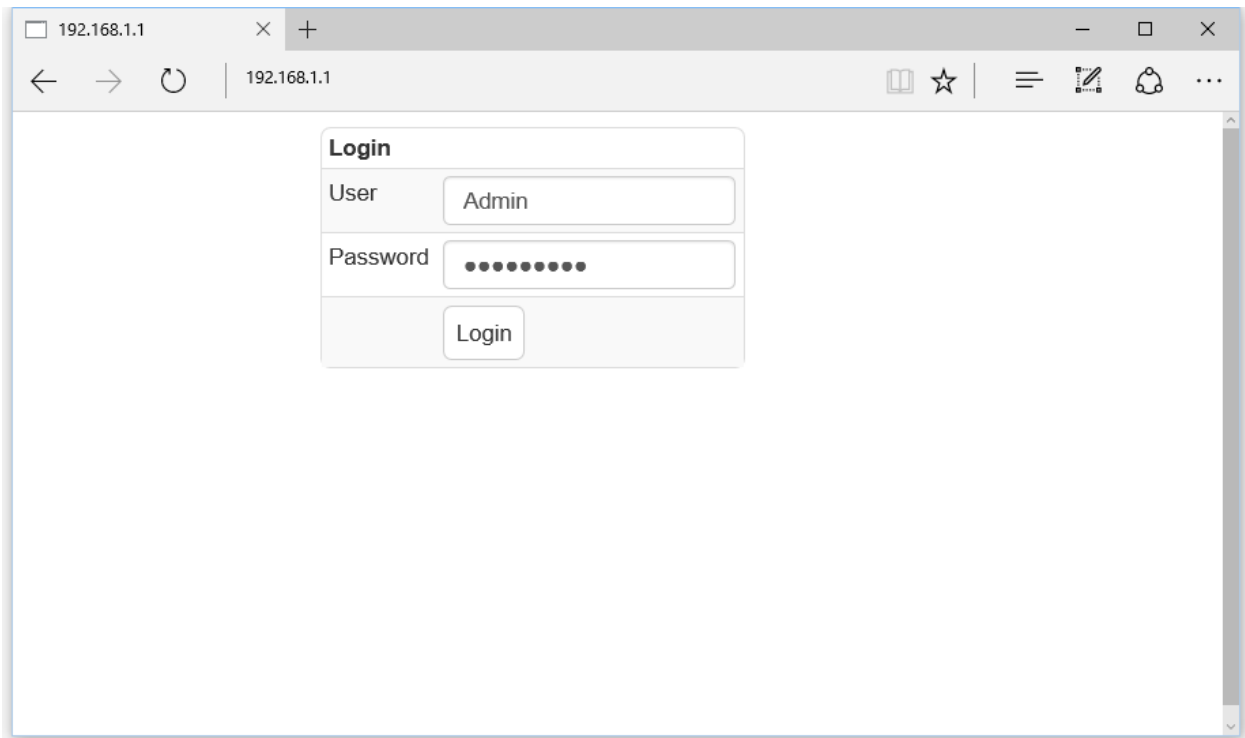 192.168.1.1
192.168.1.1
Login
User Admin
Password •••••••••
Login